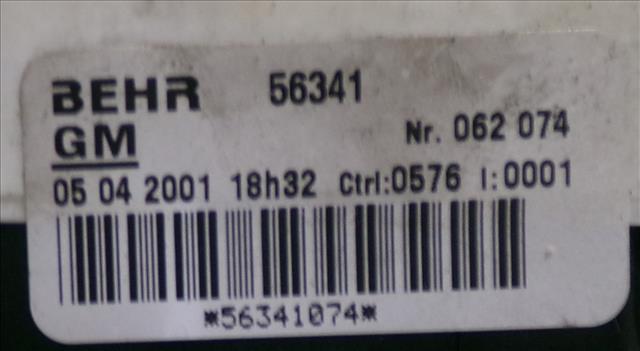 BEHR 56341
GM Nr. 062 074
05 04 2001 18h32 Ctrl:0576 I:0001
*56341074*